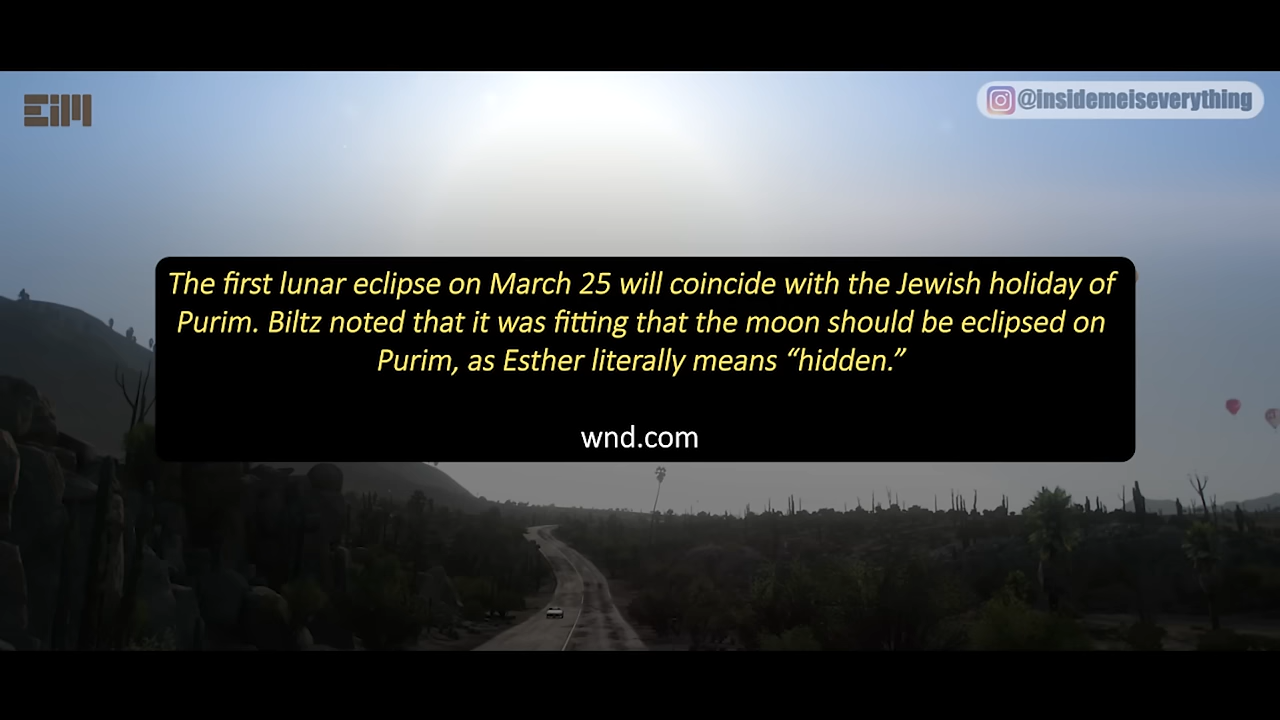 EiM
@insidemeiseverything
The first lunar eclipse on March 25 will coincide with the Jewish holiday of
Purim. Biltz noted that it was fitting that the moon should be eclipsed on
Purim, as Esther literally means “hidden.”
wnd.com